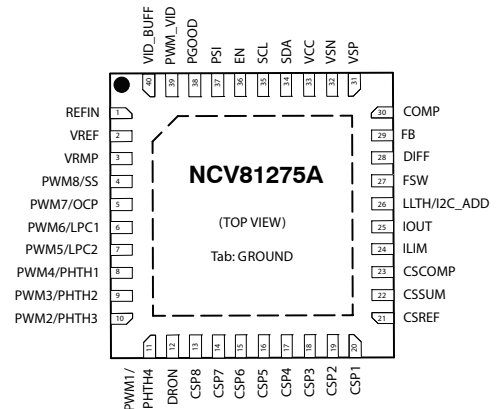 VID_BUFF
PWM_VID
PGOOD
PSI
EN
SCL
SDA
VCC
VSN
VSP
40
39
38
37
36
35
34
33
32
31
REFIN 1
VREF 2
VRMP 3
PWM8/SS 4
PWM7/OCP 5
PWM6/LPC1 6
PWM5/LPC2 7
PWM4/PHTH1 8
PWM3/PHTH2 9
PWM2/PHTH3 10
NCV81275A
(TOP VIEW)
Tab: GROUND
30 COMP
29 FB
28 DIFF
27 FSW
26 LLTH/I2C_ADD
25 IOUT
24 ILIM
23 CSCOMP
22 CSSUM
21 CSREF
11
12
13
14
15
16
17
18
19
20
PWM1/
PHTH4
DRON
CSP8
CSP7
CSP6
CSP5
CSP4
CSP3
CSP2
CSP1